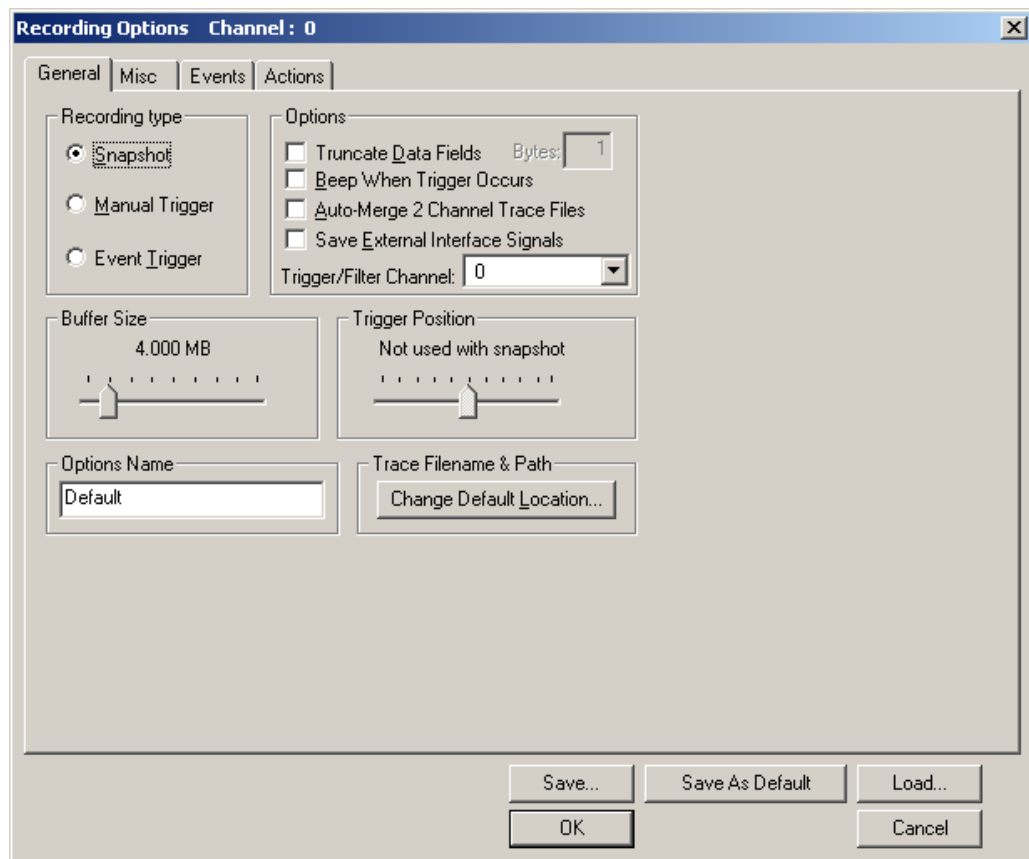 Recording Options   Channel : 0
General   Misc   Events   Actions
Recording type
Snapshot
Manual Trigger
Event Trigger
Options
Truncate Data Fields   Bytes:   1
Beep When Trigger Occurs
Auto-Merge 2 Channel Trace Files
Save External Interface Signals
Trigger/Filter Channel:   0
Buffer Size
4.000 MB
Trigger Position
Not used with snapshot
Options Name
Default
Trace Filename & Path
Change Default Location...
Save...   Save As Default   Load...
OK   Cancel